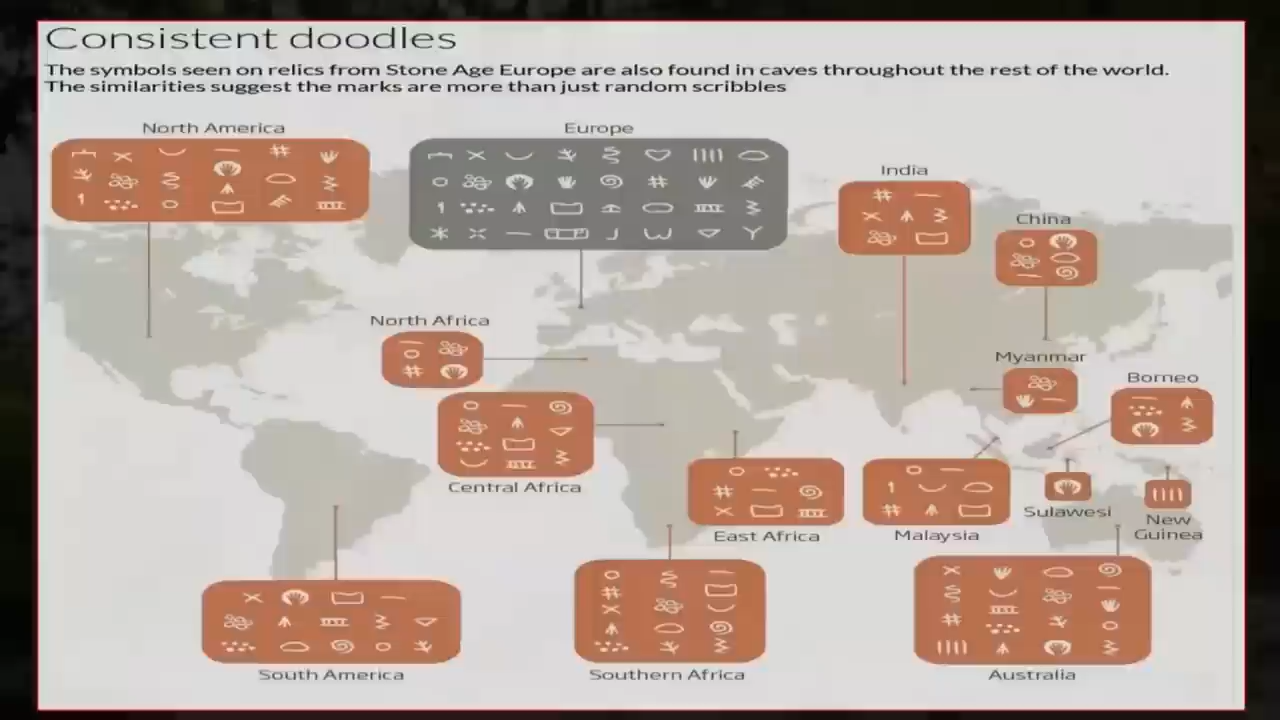 Consistent doodles
The symbols seen on relics from Stone Age Europe are also found in caves throughout the rest of the world.
The similarities suggest the marks are more than just random scribbles
North America
Europe
India
China
North Africa
Myanmar
Borneo
Central Africa
East Africa
Malaysia
Sulawesi
New
Guinea
South America
Southern Africa
Australia